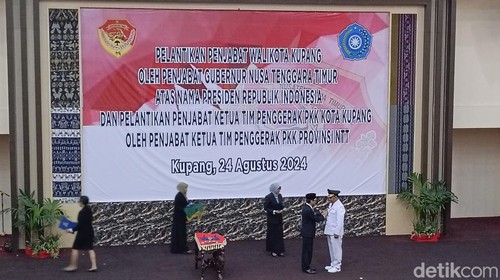 PELANTIKAN PENJABAT WALIKOTA KUPANG
OLEH PENJABAT GUBERNUR NUSA TENGGARA TIMUR
ATAS NAMA PRESIDEN REPUBLIK INDONESIA
DAN PELANTIKAN PENJABAT KETUA TIM PENGGERAK PKK KOTA KUPANG
OLEH PENJABAT KETUA TIM PENGGERAK PKK PROVINSI NTT
Kupang, 24 Agustus 2024
detikcom